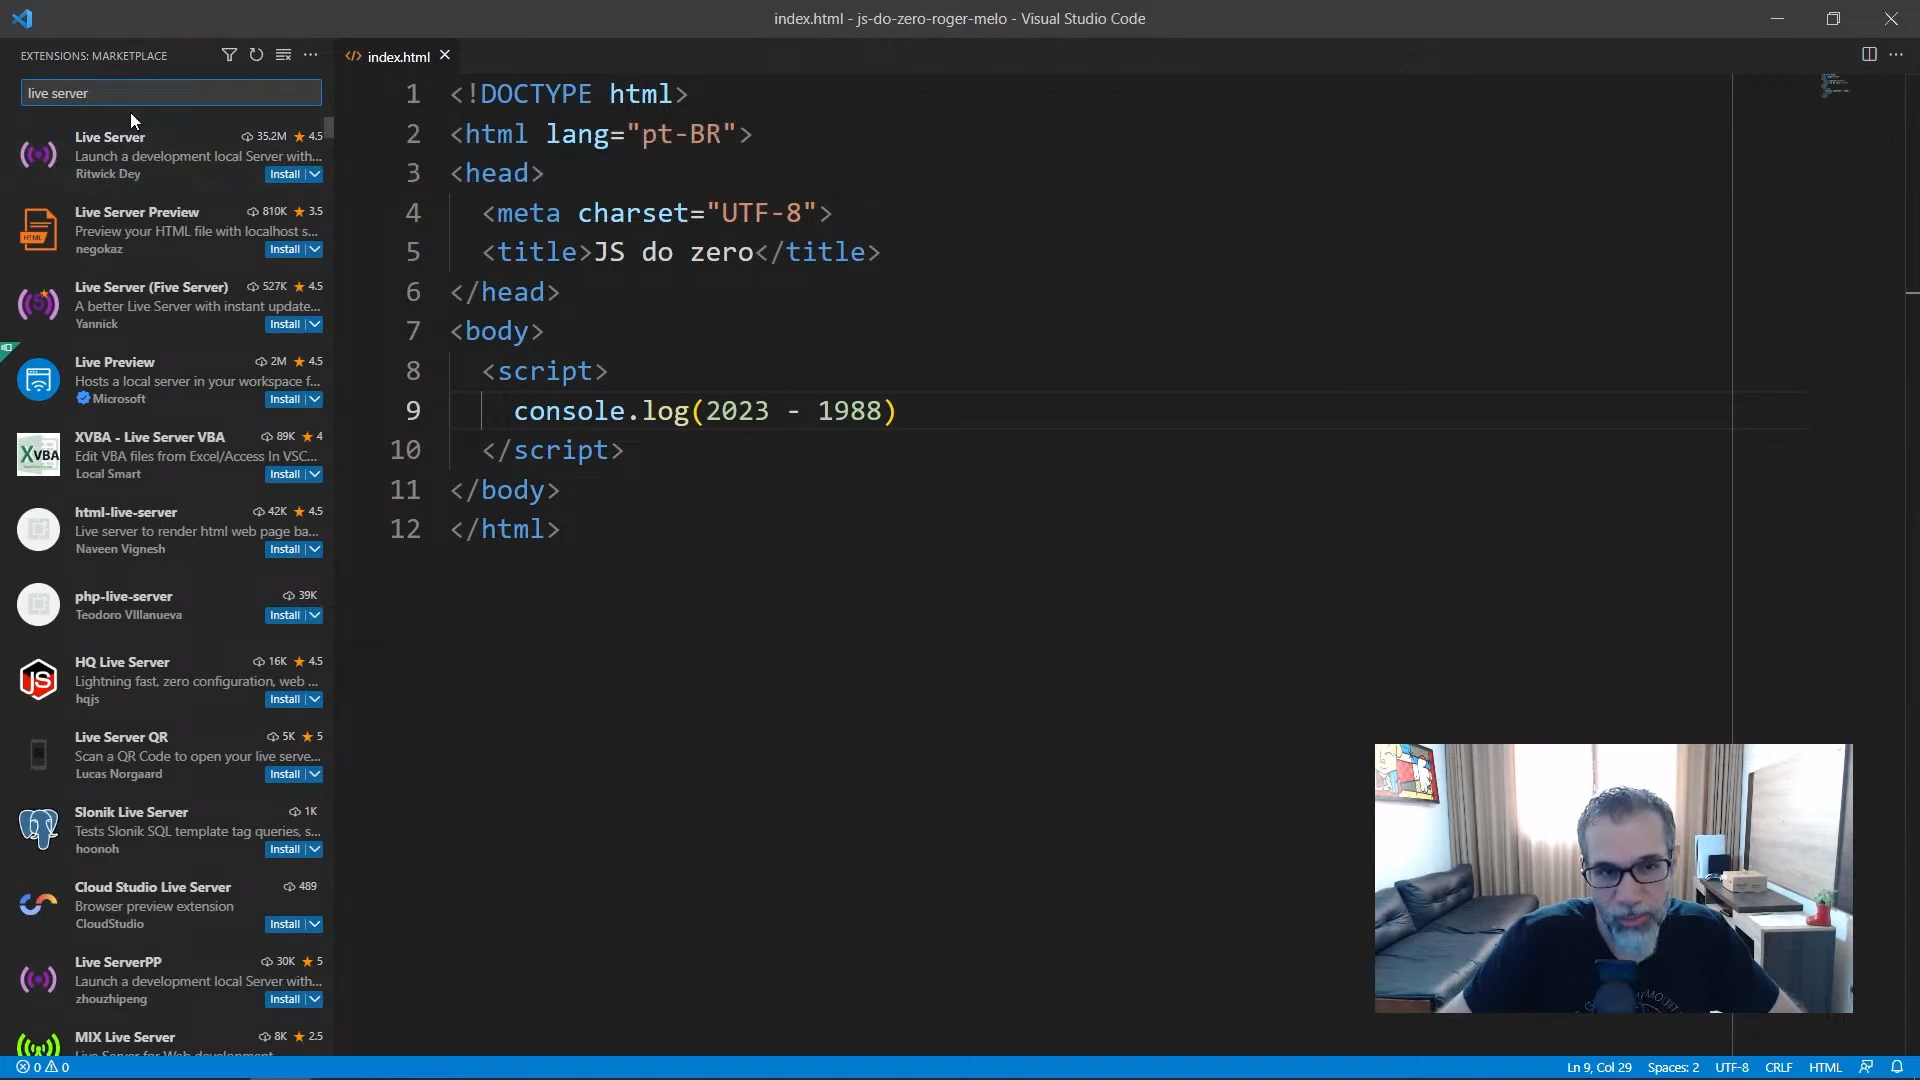 index.html - js-do-zero-roger-melo - Visual Studio Code
EXTENSIONS: MARKETPLACE
index.html
live server
Live Server 35.2M 4.5
Launch a development local Server with...
Ritwick Dey Install
Live Server Preview 810K 3.5
Preview your HTML file with localhost s...
negokaz Install
HTML
Live Server (Five Server) 527K 4.5
A better Live Server with instant update...
Yannick Install
5
Live Preview 2M 4.5
Hosts a local server in your workspace f...
Microsoft Install
XVBA - Live Server VBA 89K 4
Edit VBA files from Excel/Access In VSC...
Local Smart Install
XVBA
html-live-server 42K 4.5
Live server to render html web page ba...
Naveen Vignesh Install
php-live-server 39K
Teodoro VIllanueva Install
HQ Live Server 16K 4.5
Lightning fast, zero configuration, web ...
hqjs Install
JS
Live Server QR 5K 5
Scan a QR Code to open your live serve...
Lucas Norgaard Install
Slonik Live Server 1K
Tests Slonik SQL template tag queries, s...
hoonoh Install
Cloud Studio Live Server 489
Browser preview extension
CloudStudio Install
Live ServerPP 30K 5
Launch a development local Server with...
zhouzhipeng Install
MIX Live Server 8K 2.5
Live Server for Web development
1 <!DOCTYPE html>
2 <html lang="pt-BR">
3 <head>
4 <meta charset="UTF-8">
5 <title>JS do zero</title>
6 </head>
7 <body>
8 <script>
9 console.log(2023 - 1988)
10 </script>
11 </body>
12 </html>
0 0
Ln 9, Col 29 Spaces: 2 UTF-8 CRLF HTML